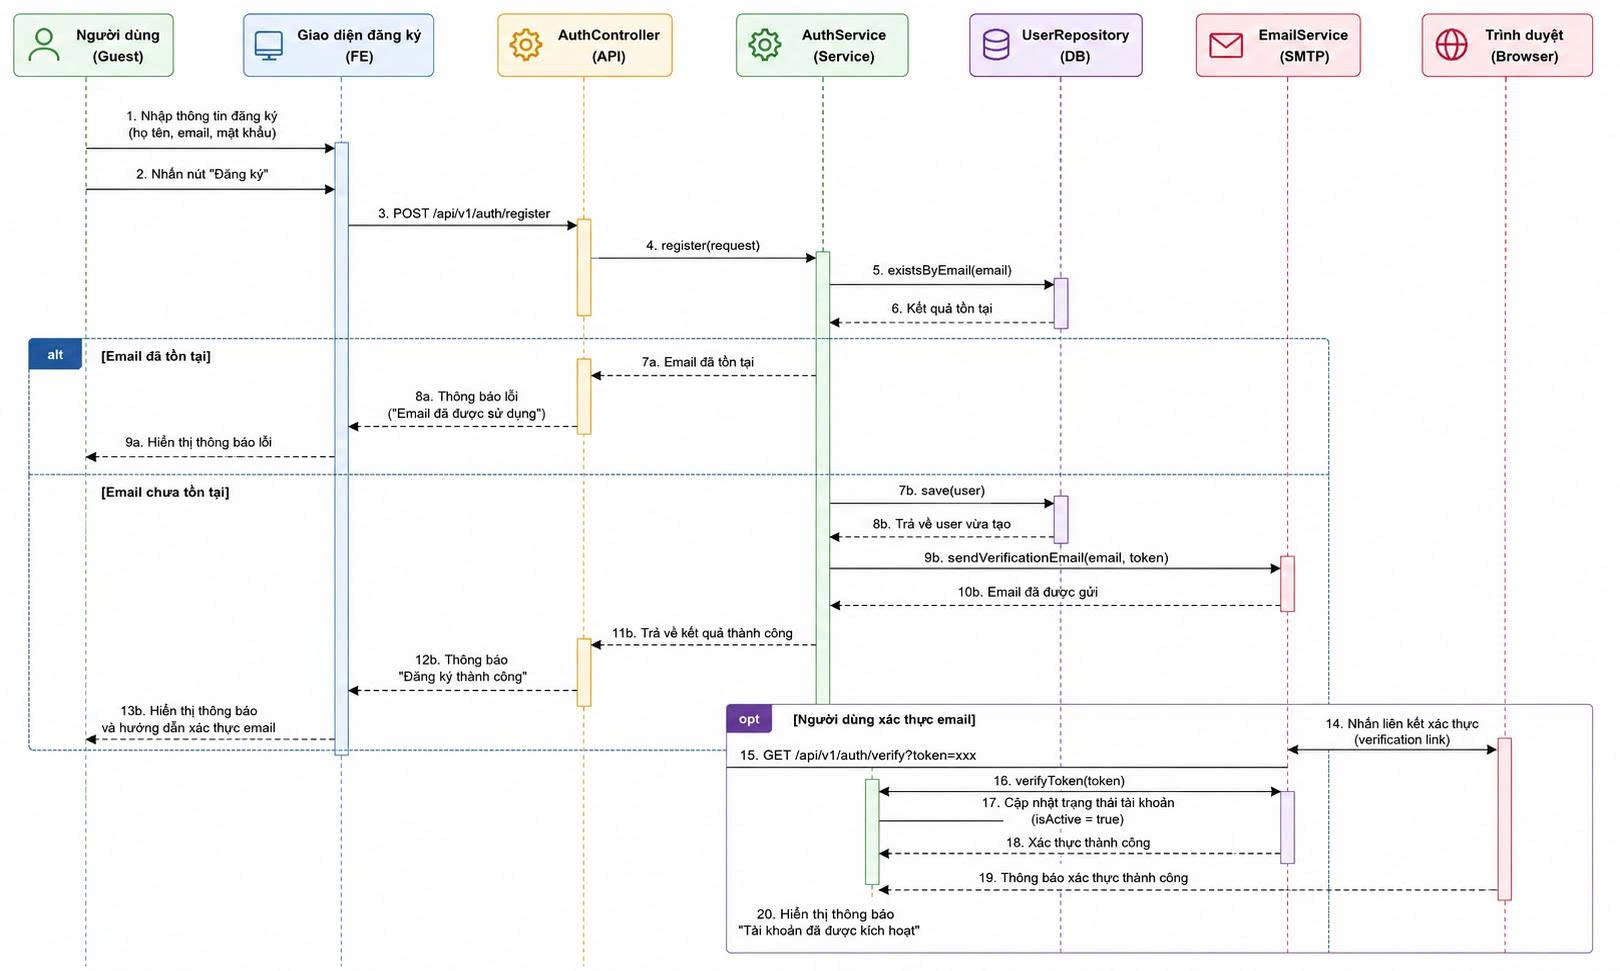 Người dùng
(Guest)
Giao diện đăng ký
(FE)
AuthController
(API)
AuthService
(Service)
UserRepository
(DB)
EmailService
(SMTP)
Trình duyệt
(Browser)
1. Nhập thông tin đăng ký
(họ tên, email, mật khẩu)
2. Nhấn nút "Đăng ký"
3. POST /api/v1/auth/register
4. register(request)
5. existsByEmail(email)
6. Kết quả tồn tại
alt
[Email đã tồn tại]
7a. Email đã tồn tại
8a. Thông báo lỗi
("Email đã được sử dụng")
9a. Hiển thị thông báo lỗi
[Email chưa tồn tại]
7b. save(user)
8b. Trả về user vừa tạo
9b. sendVerificationEmail(email, token)
10b. Email đã được gửi
11b. Trả về kết quả thành công
12b. Thông báo
"Đăng ký thành công"
13b. Hiển thị thông báo
và hướng dẫn xác thực email
opt
[Người dùng xác thực email]
14. Nhấn liên kết xác thực
(verification link)
15. GET /api/v1/auth/verify?token=xxx
16. verifyToken(token)
17. Cập nhật trạng thái tài khoản
(isActive = true)
18. Xác thực thành công
19. Thông báo xác thực thành công
20. Hiển thị thông báo
"Tài khoản đã được kích hoạt"